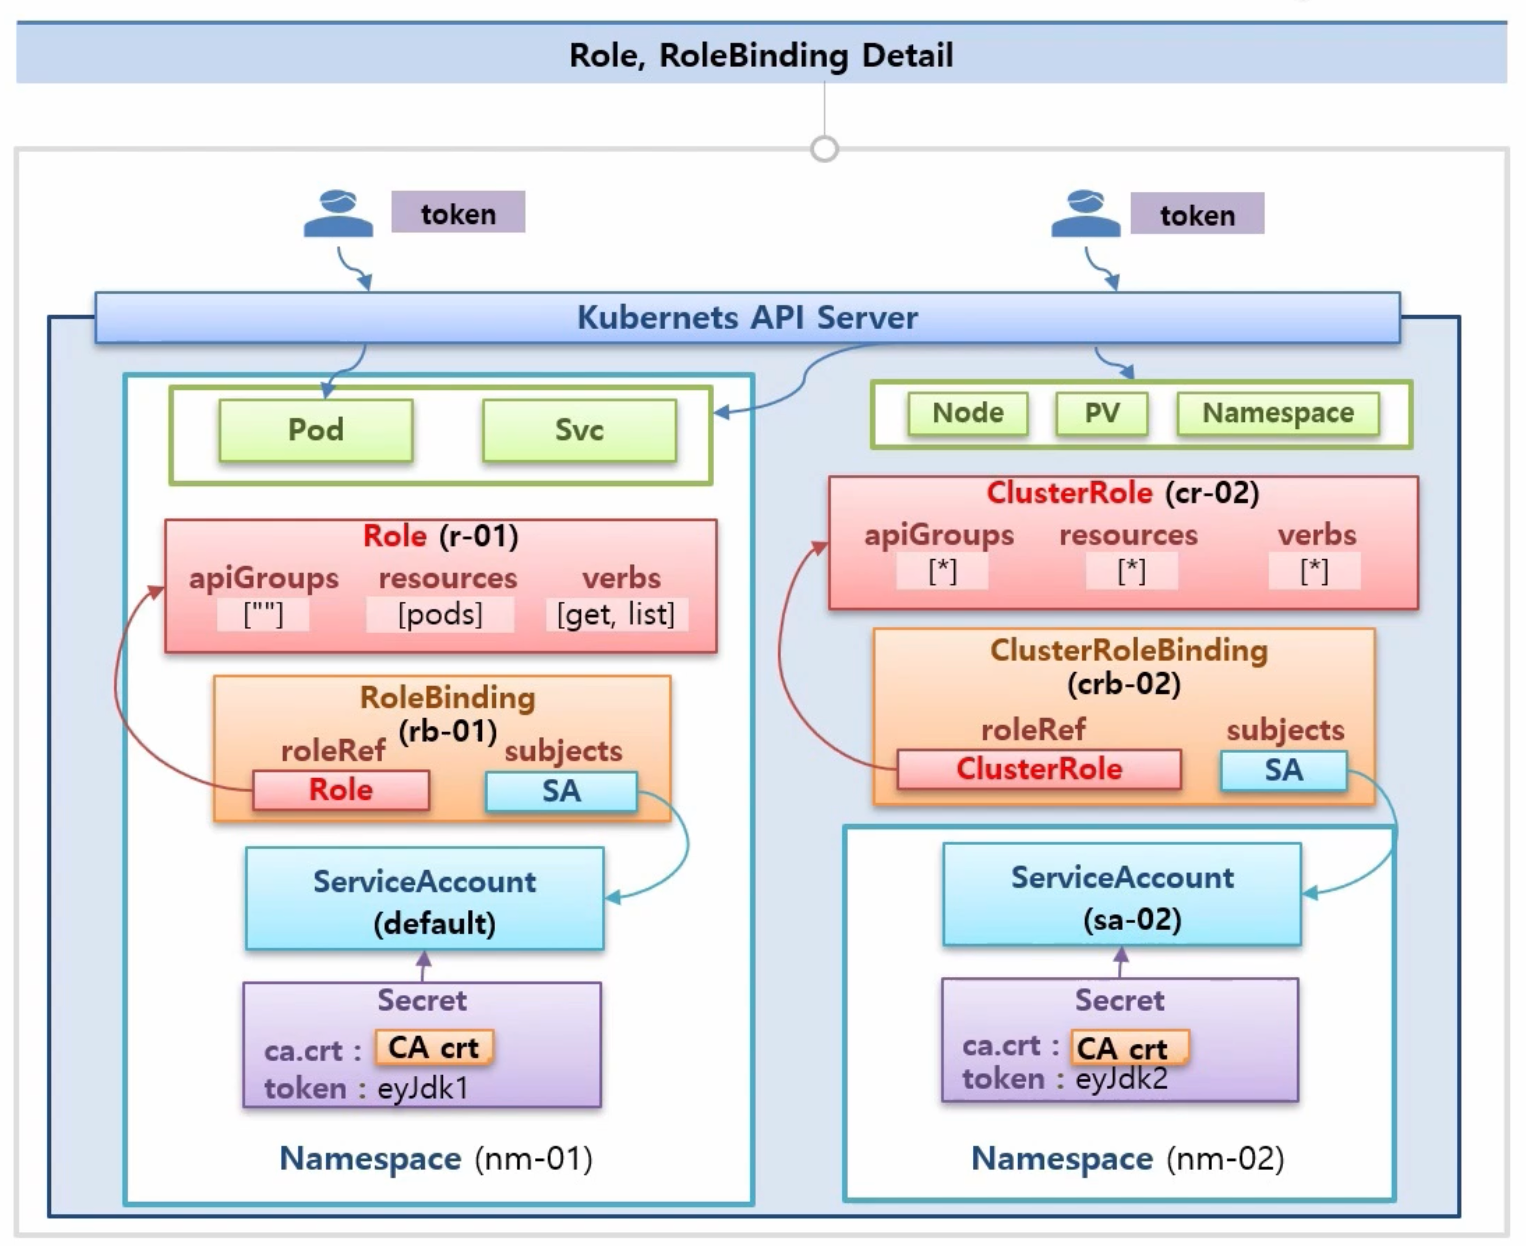 Role, RoleBinding Detail
token
token
Kubernets API Server
Pod
Svc
Node
PV
Namespace
Role (r-01)
apiGroups
resources
verbs
[""]
[pods]
[get, list]
RoleBinding
(rb-01)
roleRef
subjects
Role
SA
ServiceAccount
(default)
Secret
ca.crt : CA crt
token : eyJdk1
Namespace (nm-01)
ClusterRole (cr-02)
apiGroups
resources
verbs
[*]
[*]
[*]
ClusterRoleBinding
(crb-02)
roleRef
subjects
ClusterRole
SA
ServiceAccount
(sa-02)
Secret
ca.crt : CA crt
token : eyJdk2
Namespace (nm-02)